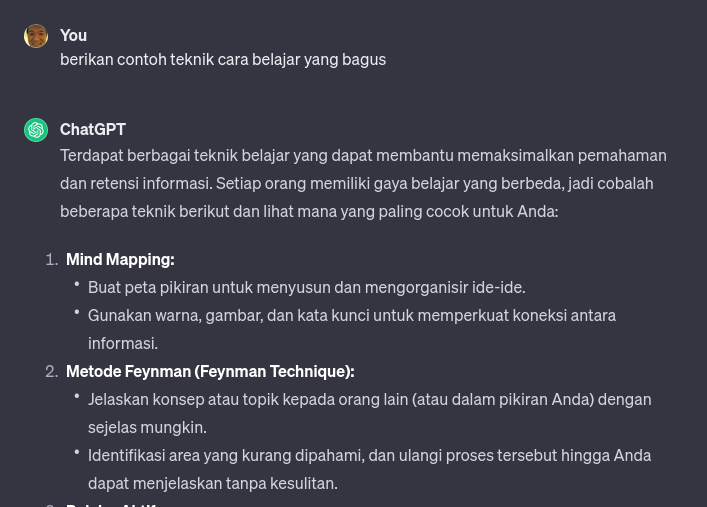 You
berikan contoh teknik cara belajar yang bagus
ChatGPT
Terdapat berbagai teknik belajar yang dapat membantu memaksimalkan pemahaman
dan retensi informasi. Setiap orang memiliki gaya belajar yang berbeda, jadi cobalah
beberapa teknik berikut dan lihat mana yang paling cocok untuk Anda:
1. Mind Mapping:
• Buat peta pikiran untuk menyusun dan mengorganisir ide-ide.
• Gunakan warna, gambar, dan kata kunci untuk memperkuat koneksi antara
informasi.
2. Metode Feynman (Feynman Technique):
• Jelaskan konsep atau topik kepada orang lain (atau dalam pikiran Anda) dengan
sejelas mungkin.
• Identifikasi area yang kurang dipahami, dan ulangi proses tersebut hingga Anda
dapat menjelaskan tanpa kesulitan.